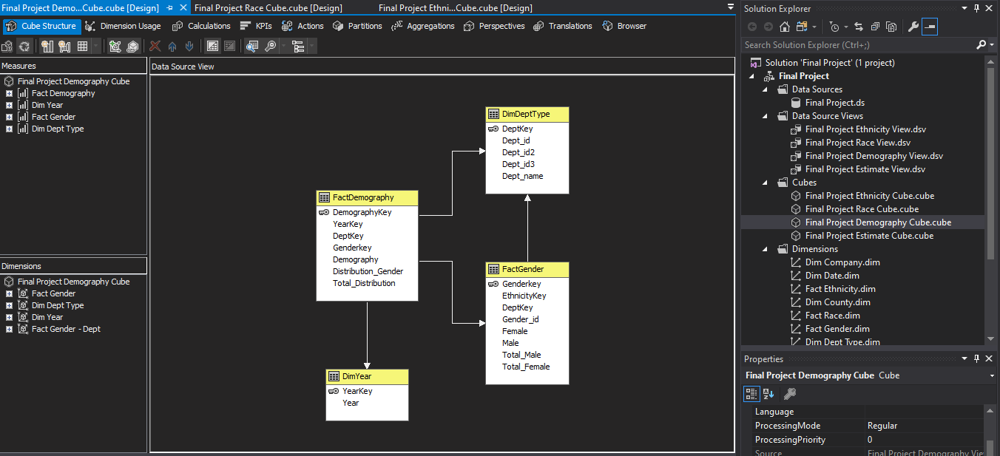 Final Project Demo...Cube.cube [Design]
Final Project Race Cube.cube [Design]
Final Project Ethni...Cube.cube [Design]
Cube Structure
Dimension Usage
Calculations
KPIs
Actions
Partitions
Aggregations
Perspectives
Translations
Browser
Measures
Final Project Demography Cube
Fact Demography
Dim Year
Fact Gender
Dim Dept Type
Dimensions
Final Project Demography Cube
Fact Gender
Dim Dept Type
Dim Year
Fact Gender - Dept
Data Source View
DimDeptType
DeptKey
Dept_id
Dept_id2
Dept_id3
Dept_name
FactDemography
DemographyKey
YearKey
DeptKey
Genderkey
Demography
Distribution_Gender
Total_Distribution
FactGender
Genderkey
EthnicityKey
DeptKey
Gender_id
Female
Male
Total_Male
Total_Female
DimYear
YearKey
Year
Solution Explorer
Search Solution Explorer (Ctrl+;)
Solution 'Final Project' (1 project)
Final Project
Data Sources
Final Project.ds
Data Source Views
Final Project Ethnicity View.dsv
Final Project Race View.dsv
Final Project Demography View.dsv
Final Project Estimate View.dsv
Cubes
Final Project Ethnicity Cube.cube
Final Project Race Cube.cube
Final Project Demography Cube.cube
Final Project Estimate Cube.cube
Dimensions
Dim Company.dim
Dim Date.dim
Fact Ethnicity.dim
Dim County.dim
Fact Race.dim
Fact Gender.dim
Dim Dept Type.dim
Properties
Final Project Demography Cube Cube
Language
ProcessingMode Regular
ProcessingPriority 0
Source Final Project Demography Vie